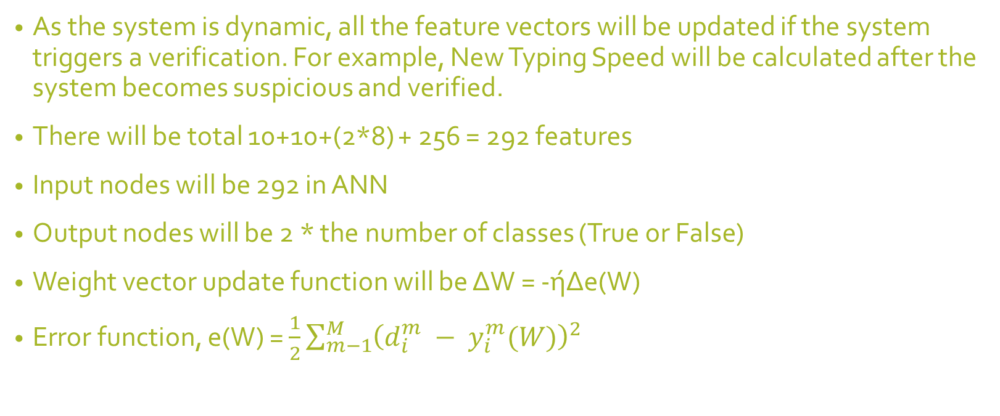 • As the system is dynamic, all the feature vectors will be updated if the system
triggers a verification. For example, New Typing Speed will be calculated after the
system becomes suspicious and verified.
• There will be total 10+10+(2*8) + 256 = 292 features
• Input nodes will be 292 in ANN
• Output nodes will be 2 * the number of classes (True or False)
• Weight vector update function will be ΔW = -ήΔe(W)
• Error function, e(W) = \frac{1}{2} \sum_{m-1}^{M} (d_i^m − y_i^m(W))^2